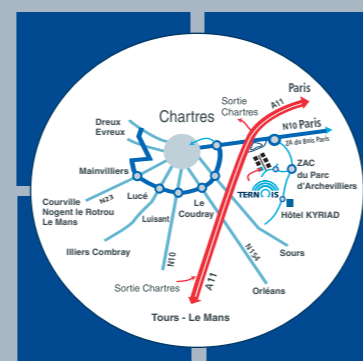 Paris
A11
Sortie
Chartres
N10 Paris
ZA du Bois Paris
Dreux
Evreux
Chartres
ZAC
du Parc
d'Archevilliers
Mainvilliers
TERNOIS
Courville
Nogent le Rotrou
Le Mans
N23
Lucé
Luisant
Le
Coudray
Hôtel KYRIAD
Illiers Combray
N10
N154
Sours
Sortie Chartres
A11
Orléans
Tours - Le Mans